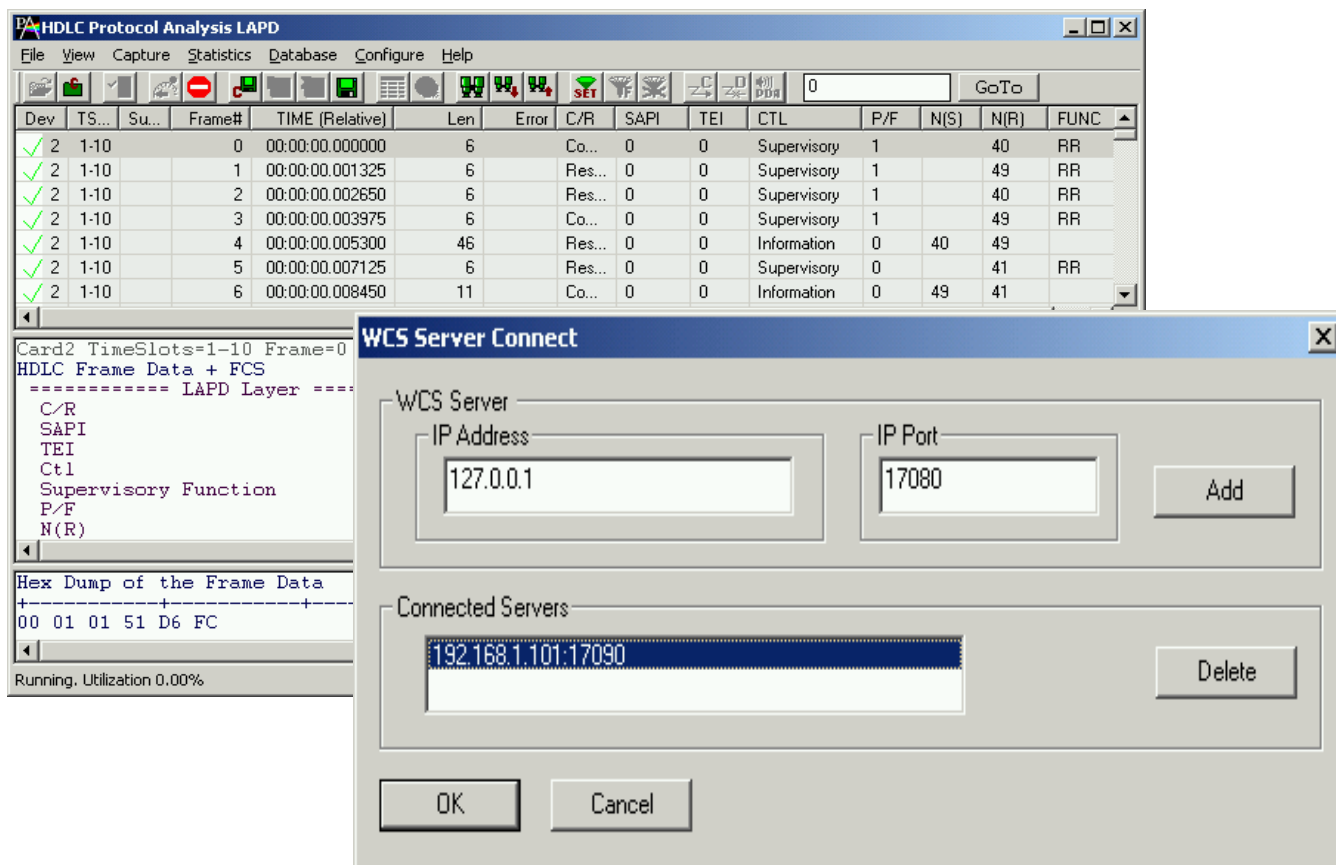 HDLC Protocol Analysis LAPD
File View Capture Statistics Database Configure Help
SET C D PDA 0 GoTo
Dev TS... Su... Frame# TIME (Relative) Len Error C/R SAPI TEI CTL P/F N(S) N(R) FUNC
2 1-10 0 00:00:00.000000 6 Co... 0 0 Supervisory 1 40 RR
2 1-10 1 00:00:00.001325 6 Res... 0 0 Supervisory 1 49 RR
2 1-10 2 00:00:00.002650 6 Res... 0 0 Supervisory 1 40 RR
2 1-10 3 00:00:00.003975 6 Co... 0 0 Supervisory 1 49 RR
2 1-10 4 00:00:00.005300 46 Res... 0 0 Information 0 40 49
2 1-10 5 00:00:00.007125 6 Res... 0 0 Supervisory 0 41 RR
2 1-10 6 00:00:00.008450 11 Co... 0 0 Information 0 49 41
Card2 TimeSlots=1-10 Frame=0
HDLC Frame Data + FCS
============ LAPD Layer ====
C/R
SAPI
TEI
Ctl
Supervisory Function
P/F
N(R)
Hex Dump of the Frame Data
+-----------+-----------+----
00 01 01 51 D6 FC
Running. Utilization 0.00%
WCS Server Connect
WCS Server
IP Address
127.0.0.1
IP Port
17080
Add
Connected Servers
192.168.1.101:17090
Delete
OK
Cancel